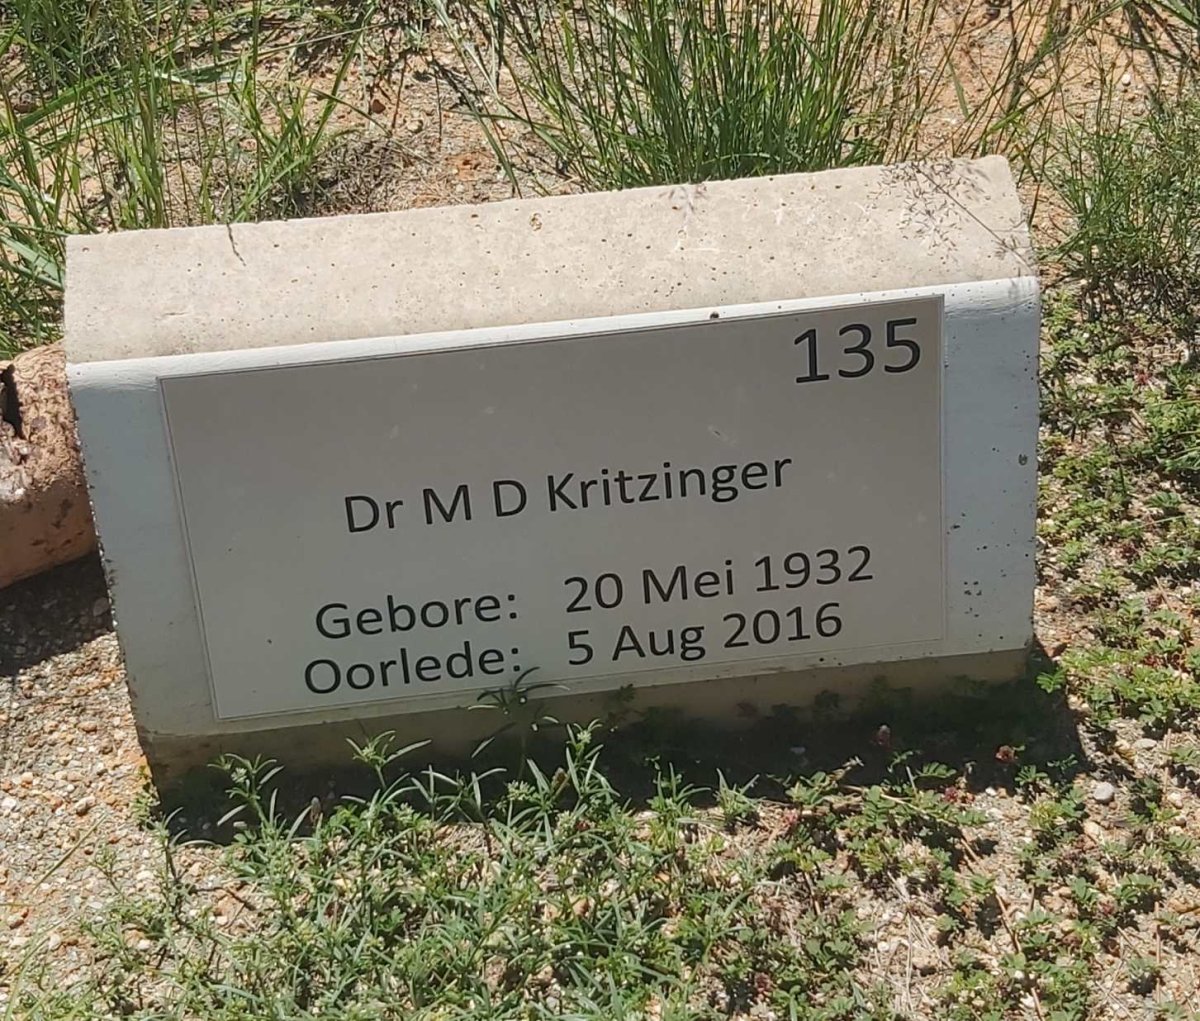 135
Dr M D Kritzinger
Gebore: 20 Mei 1932
Oorlede: 5 Aug 2016